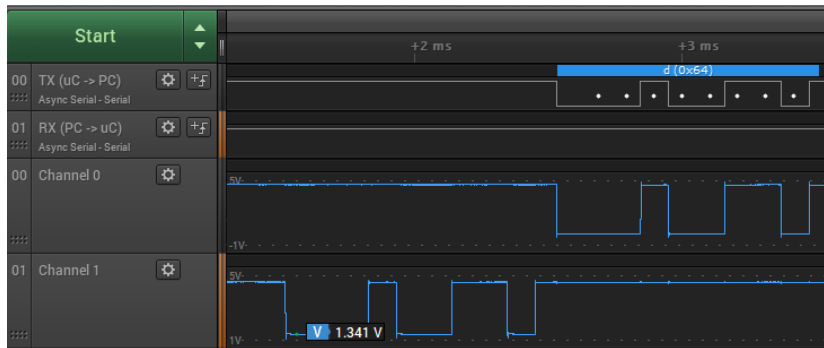 Start
+2 ms
+3 ms
d (0x64)
00 TX (uC -> PC)
Async Serial - Serial
01 RX (PC -> uC)
Async Serial - Serial
00 Channel 0
5V
-1V
01 Channel 1
5V
V 1.341 V
1V